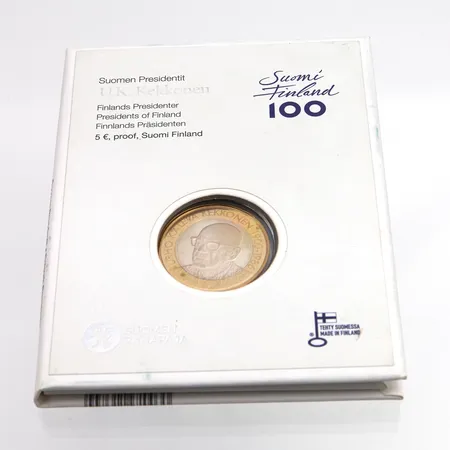 Suomen Presidentit
U.K. Kekkonen
Finlands Presidenter
Presidents of Finland
Finnlands Präsidenten
5 €, proof, Suomi Finland
Suomi
Finland
100
KEKKONEN
TEHTY SUOMESSA
MADE IN FINLAND